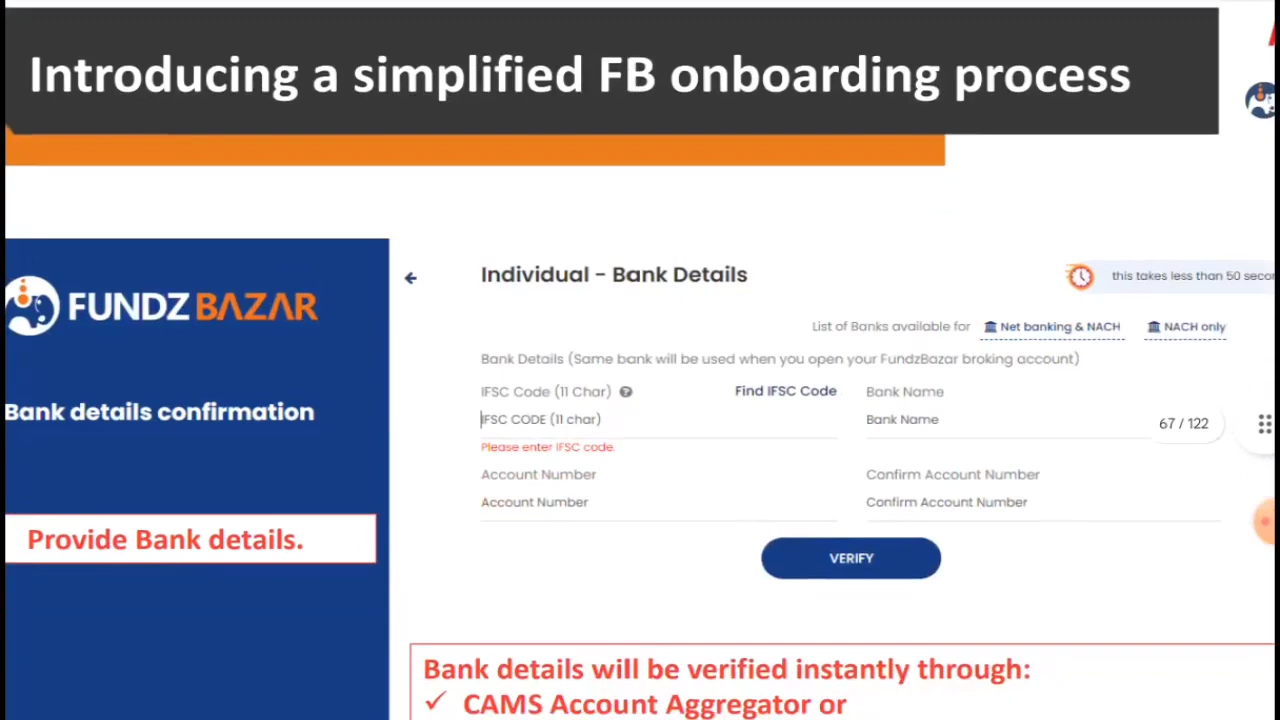 Introducing a simplified FB onboarding process
FUNDZ BAZAR
Bank details confirmation
Provide Bank details.
Individual - Bank Details
this takes less than 50 secon
List of Banks available for Net banking & NACH NACH only
Bank Details (Same bank will be used when you open your FundzBazar broking account)
IFSC Code (11 Char) Find IFSC Code Bank Name
IFSC CODE (11 char) Bank Name
67 / 122
Please enter IFSC code.
Account Number Confirm Account Number
Account Number Confirm Account Number
VERIFY
Bank details will be verified instantly through:
✓ CAMS Account Aggregator or